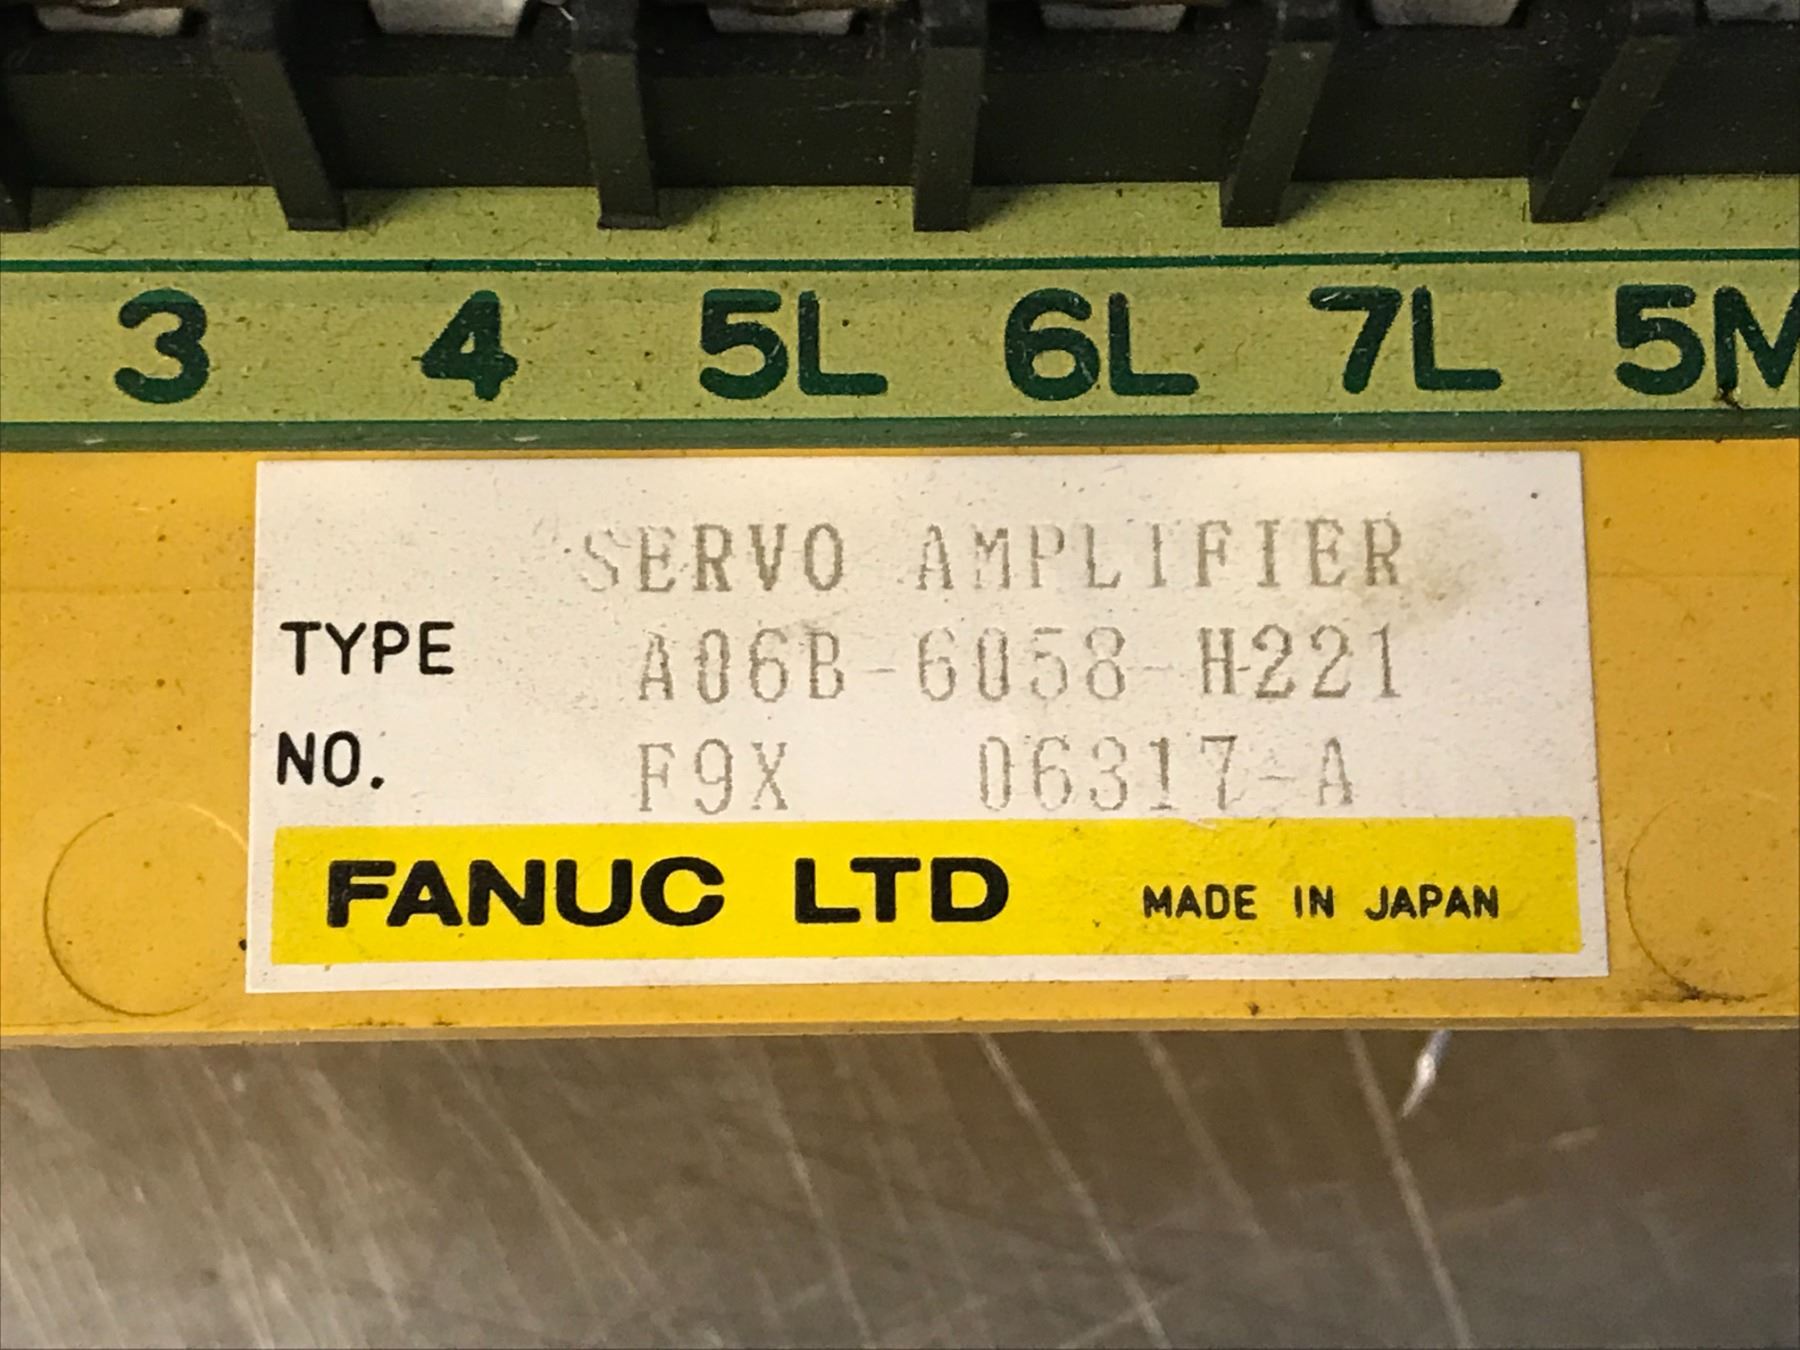 3 4 5L 6L 7L 5M
SERVO AMPLIFIER
TYPE A06B-6058-H221
NO. F9X 06317-A
FANUC LTD MADE IN JAPAN